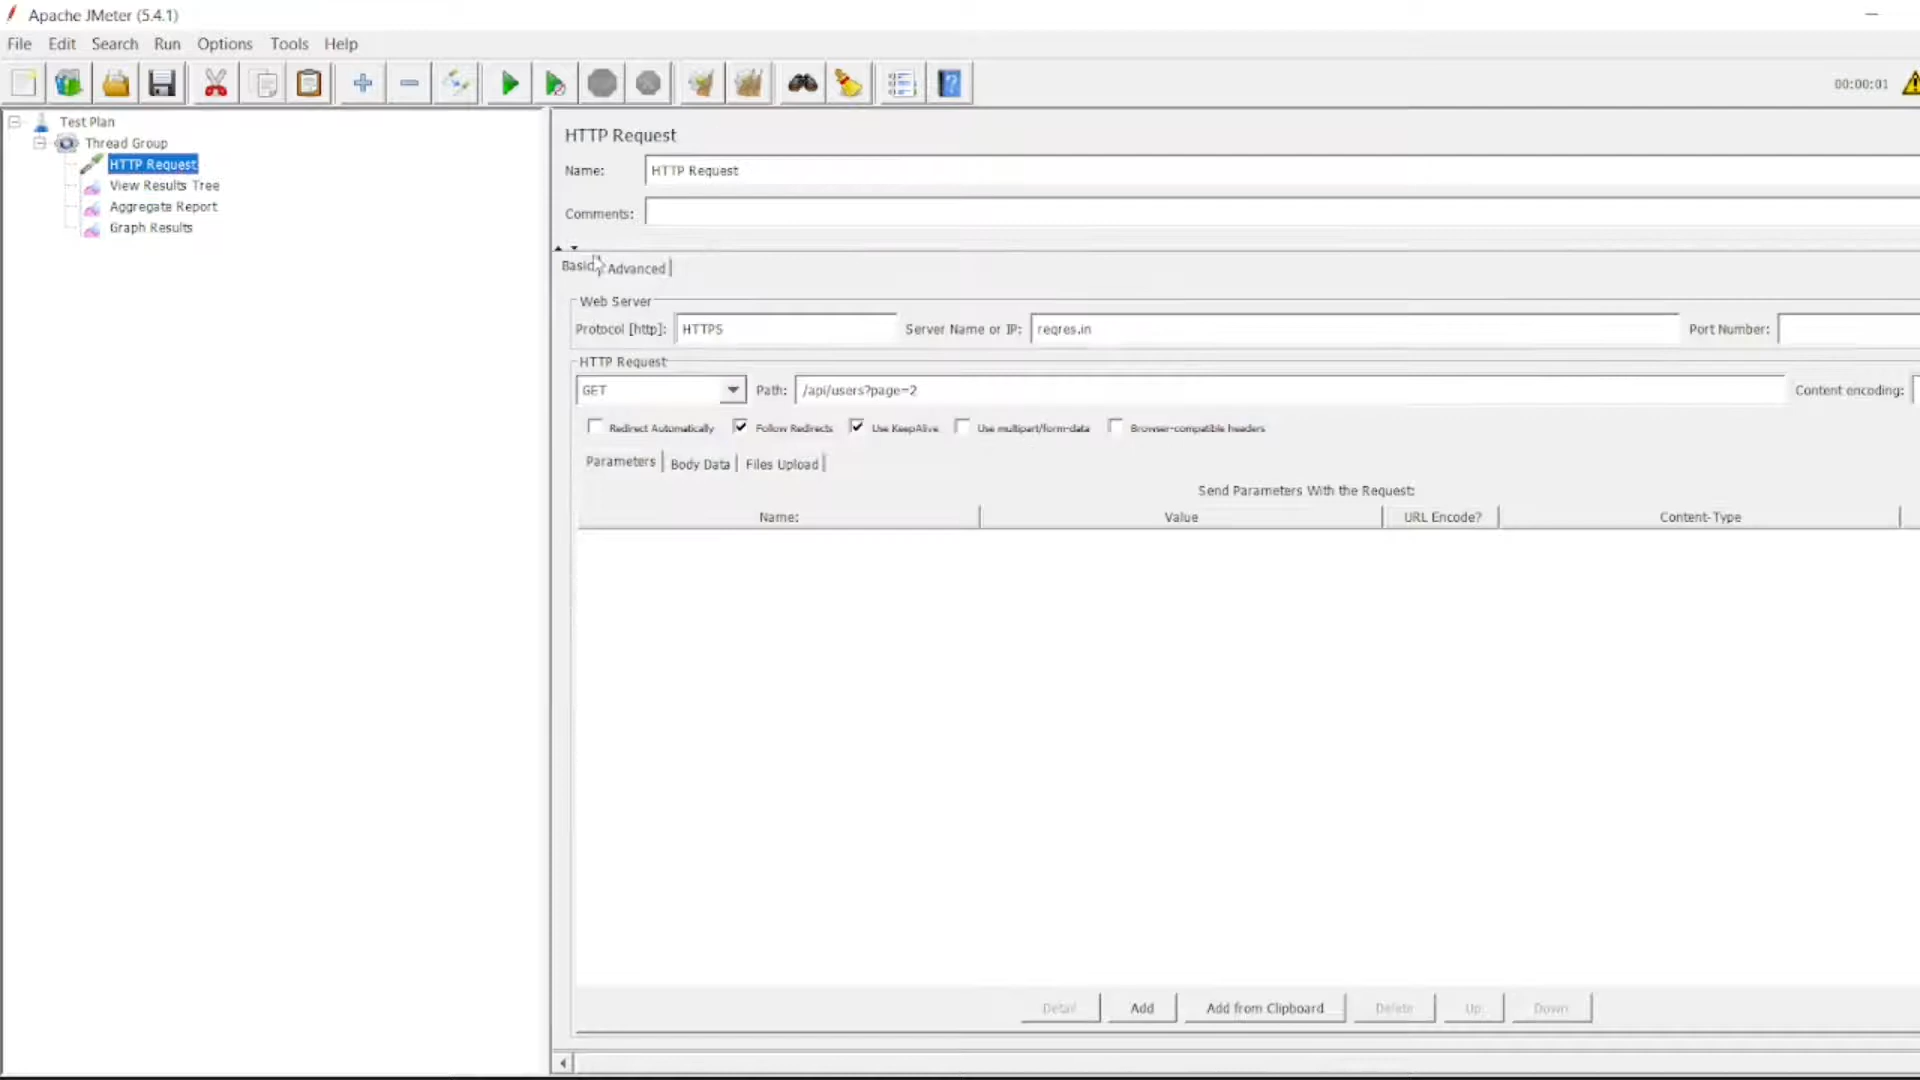 Apache JMeter (5.4.1)
File Edit Search Run Options Tools Help
00:00:01
Test Plan
Thread Group
HTTP Request
View Results Tree
Aggregate Report
Graph Results
HTTP Request
Name: HTTP Request
Comments:
Basic Advanced
Web Server
Protocol [http]: HTTPS Server Name or IP: reqres.in Port Number:
HTTP Request
GET Path: /api/users?page=2 Content encoding:
Redirect Automatically Follow Redirects Use KeepAlive Use multipart/form-data Browser-compatible headers
Parameters Body Data Files Upload
Send Parameters With the Request:
Name: Value URL Encode? Content-Type
Detail Add Add from Clipboard Delete Up Down